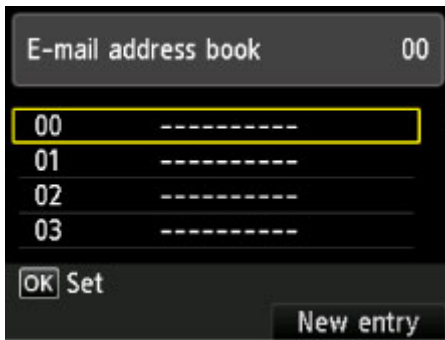 E-mail address book 00
00 ----------
01 ----------
02 ----------
03 ----------
OK Set
New entry